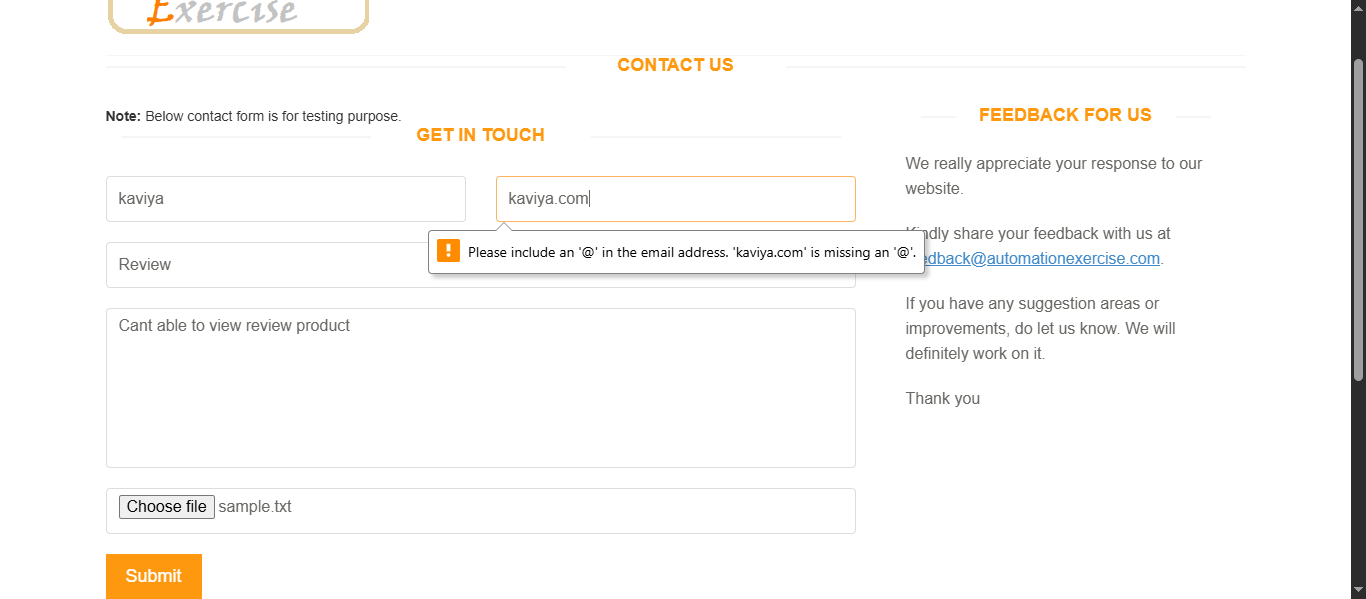 Exercise
CONTACT US
Note: Below contact form is for testing purpose.
GET IN TOUCH
kaviya
kaviya.com
Please include an '@' in the email address. 'kaviya.com' is missing an '@'.
Review
Cant able to view review product
Choose file sample.txt
Submit
FEEDBACK FOR US
We really appreciate your response to our
website.
Kindly share your feedback with us at
edback@automationexercise.com.
If you have any suggestion areas or
improvements, do let us know. We will
definitely work on it.
Thank you